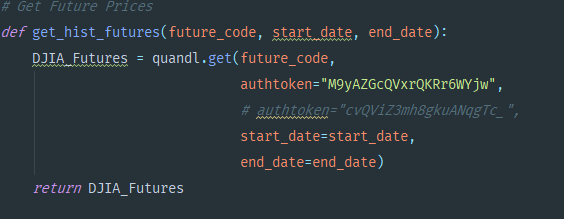 # Get Future Prices
def get_hist_futures(future_code, start_date, end_date):
DJIA_Futures = quandl.get(future_code,
authtoken="M9yAZGcQVxrQKRr6WYjw",
# authtoken="cvQViZ3mh8gkuANqgTc_",
start_date=start_date,
end_date=end_date)
return DJIA_Futures